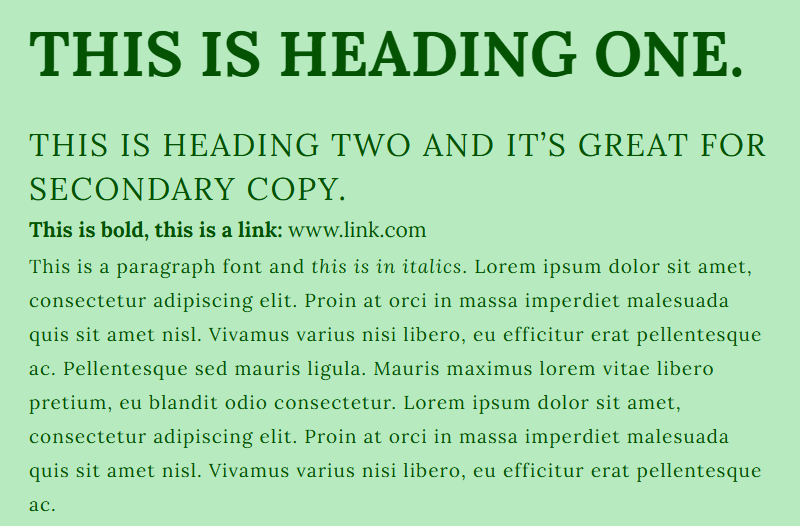 THIS IS HEADING ONE.
THIS IS HEADING TWO AND IT’S GREAT FOR
SECONDARY COPY.
This is bold, this is a link: www.link.com
This is a paragraph font and this is in italics. Lorem ipsum dolor sit amet,
consectetur adipiscing elit. Proin at orci in massa imperdiet malesuada
quis sit amet nisl. Vivamus varius nisi libero, eu efficitur erat pellentesque
ac. Pellentesque sed mauris ligula. Mauris maximus lorem vitae libero
pretium, eu blandit odio consectetur. Lorem ipsum dolor sit amet,
consectetur adipiscing elit. Proin at orci in massa imperdiet malesuada
quis sit amet nisl. Vivamus varius nisi libero, eu efficitur erat pellentesque
ac.